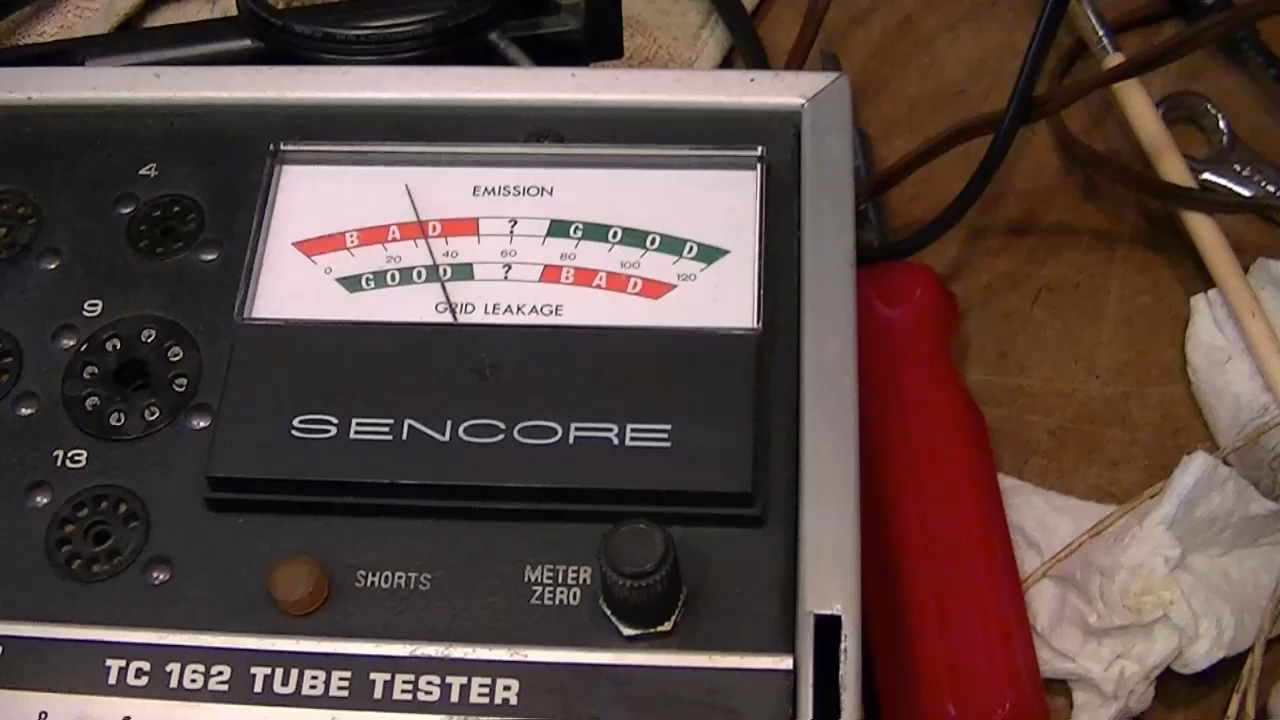 4
EMISSION
BAD ? GOOD
0 20 40 60 80 100 120
GOOD ? BAD
GRID LEAKAGE
9
SENCORE
13
SHORTS
METER
ZERO
TC 162 TUBE TESTER